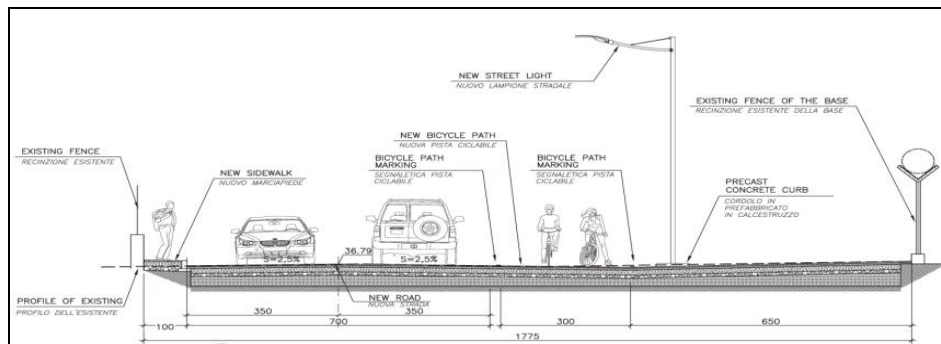 NEW STREET LIGHT
NUOVO LAMPIONE STRADALE
EXISTING FENCE OF THE BASE
RECINZIONE ESISTENTE DELLA BASE
NEW BICYCLE PATH
NUOVA PISTA CICLABILE
EXISTING FENCE
RECINZIONE ESISTENTE
BICYCLE PATH
MARKING
SEGNALETICA PISTA
CICLABILE
BICYCLE PATH
MARKING
SEGNALETICA PISTA
CICLABILE
NEW SIDEWALK
NUOVO MARCIAPIEDE
PRECAST
CONCRETE CURB
CORDOLO IN
PREFABBRICATO
IN CALCESTRUZZO
36.79
S=2,5%
S=2,5%
PROFILE OF EXISTING
PROFILO DELL'ESISTENTE
NEW ROAD
NUOVA STRADA
350
350
100
700
300
650
1775